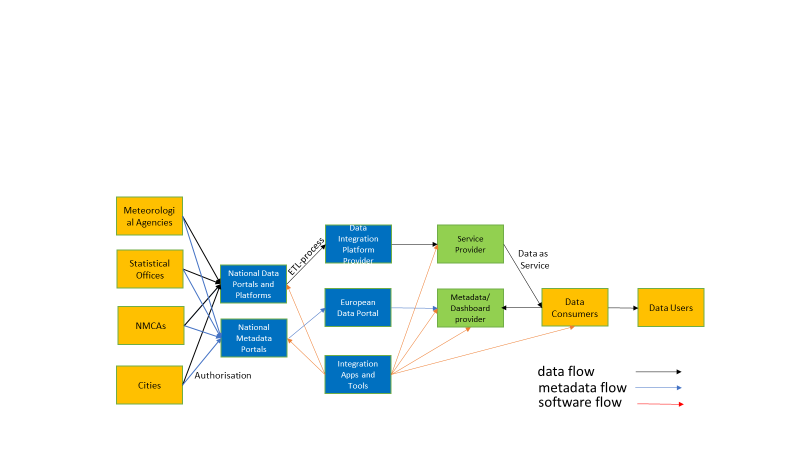 Meteorologi
al Agencies
Statistical
Offices
NMCAs
Cities
Authorisation
National Data
Portals and
Platforms
National
Metadata
Portals
ETL-process
Data
Integration
Platform
Provider
European
Data Portal
Integration
Apps and
Tools
Service
Provider
Metadata/
Dashboard
provider
Data as
Service
Data
Consumers
Data Users
data flow
metadata flow
software flow